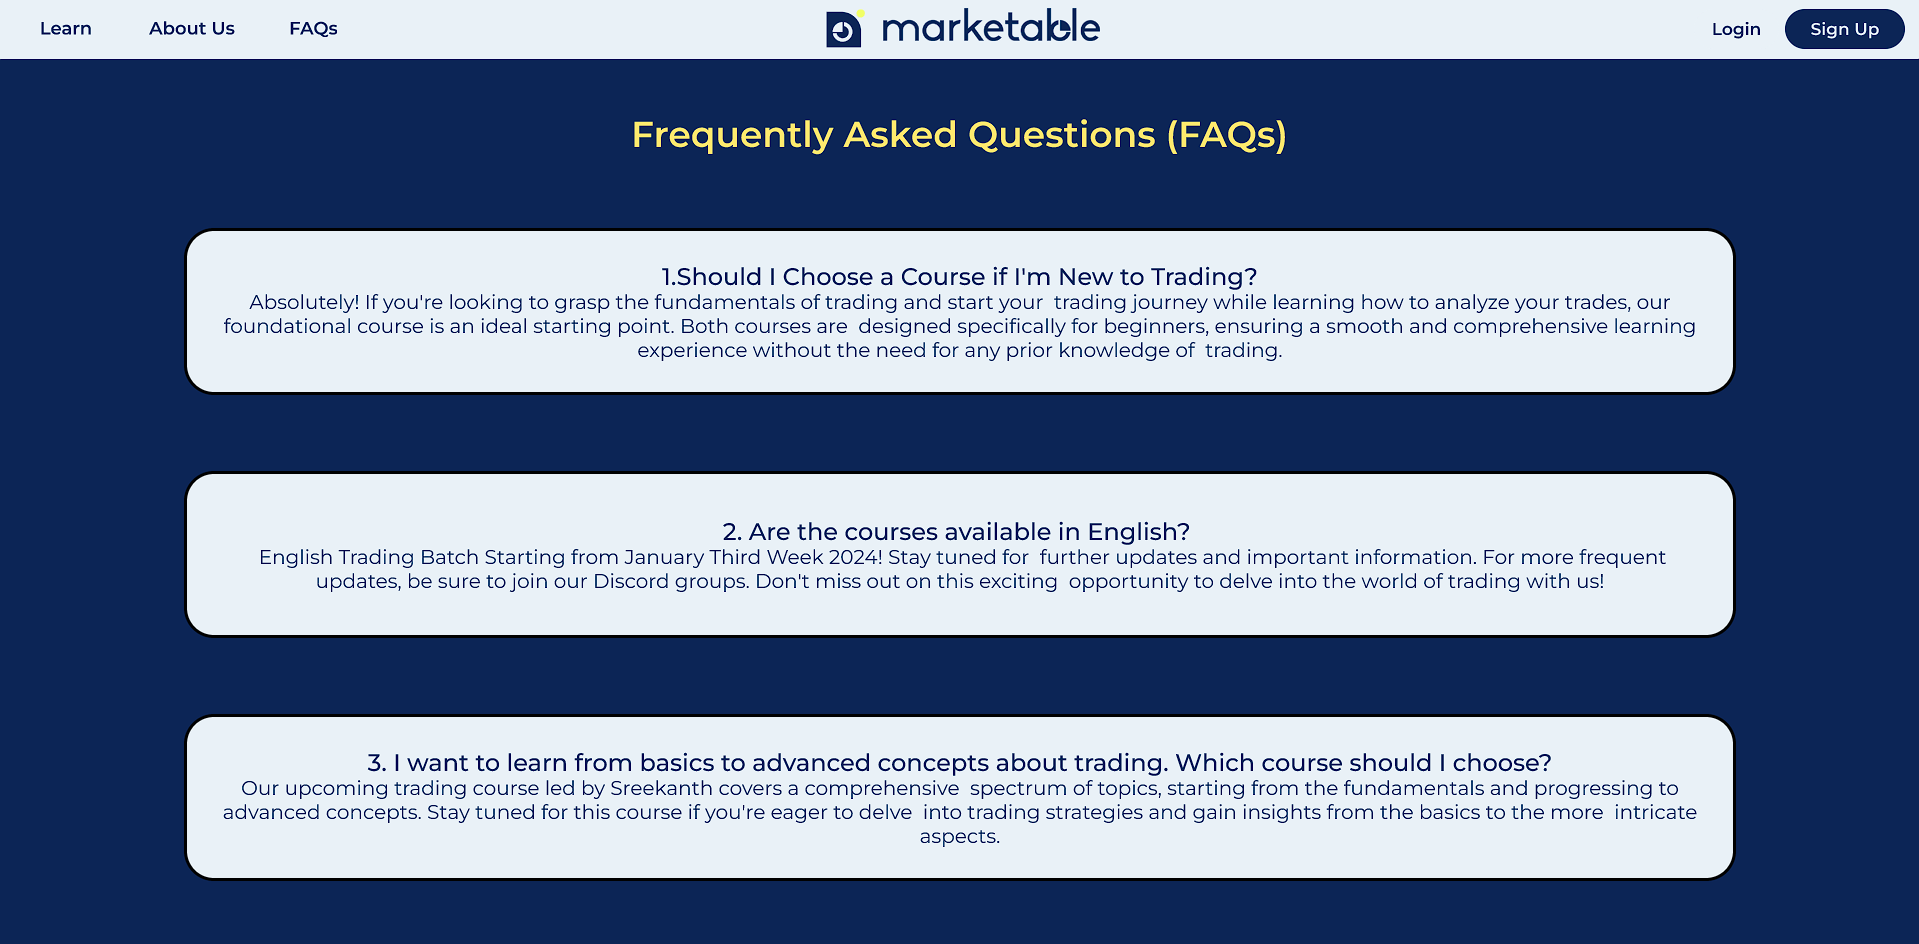 Learn About Us FAQs marketable Login Sign Up
Frequently Asked Questions (FAQs)
1.Should I Choose a Course if I'm New to Trading?
Absolutely! If you're looking to grasp the fundamentals of trading and start your  trading journey while learning how to analyze your trades, our
foundational course is an ideal starting point. Both courses are  designed specifically for beginners, ensuring a smooth and comprehensive learning
experience without the need for any prior knowledge of  trading.
2. Are the courses available in English?
English Trading Batch Starting from January Third Week 2024! Stay tuned for  further updates and important information. For more frequent
updates, be sure to join our Discord groups. Don't miss out on this exciting  opportunity to delve into the world of trading with us!
3. I want to learn from basics to advanced concepts about trading. Which course should I choose?
Our upcoming trading course led by Sreekanth covers a comprehensive  spectrum of topics, starting from the fundamentals and progressing to
advanced concepts. Stay tuned for this course if you're eager to delve  into trading strategies and gain insights from the basics to the more  intricate
aspects.